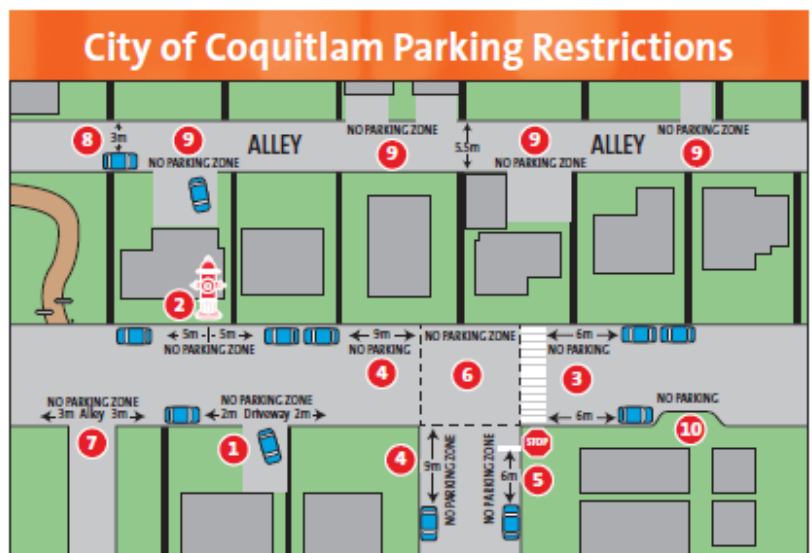 City of Coquitlam Parking Restrictions
8
3m
9
NO PARKING ZONE
ALLEY
NO PARKING ZONE
9
5.5m
9
NO PARKING ZONE
ALLEY
NO PARKING ZONE
9
2
5m 5m
NO PARKING ZONE
9m
NO PARKING
4
NO PARKING ZONE
6
6m
NO PARKING
3
NO PARKING ZONE
3m Alley 3m
7
NO PARKING ZONE
2m Driveway 2m
1
4
9m
NO PARKING ZONE
NO PARKING ZONE
6m
STOP
5
6m
NO PARKING
10